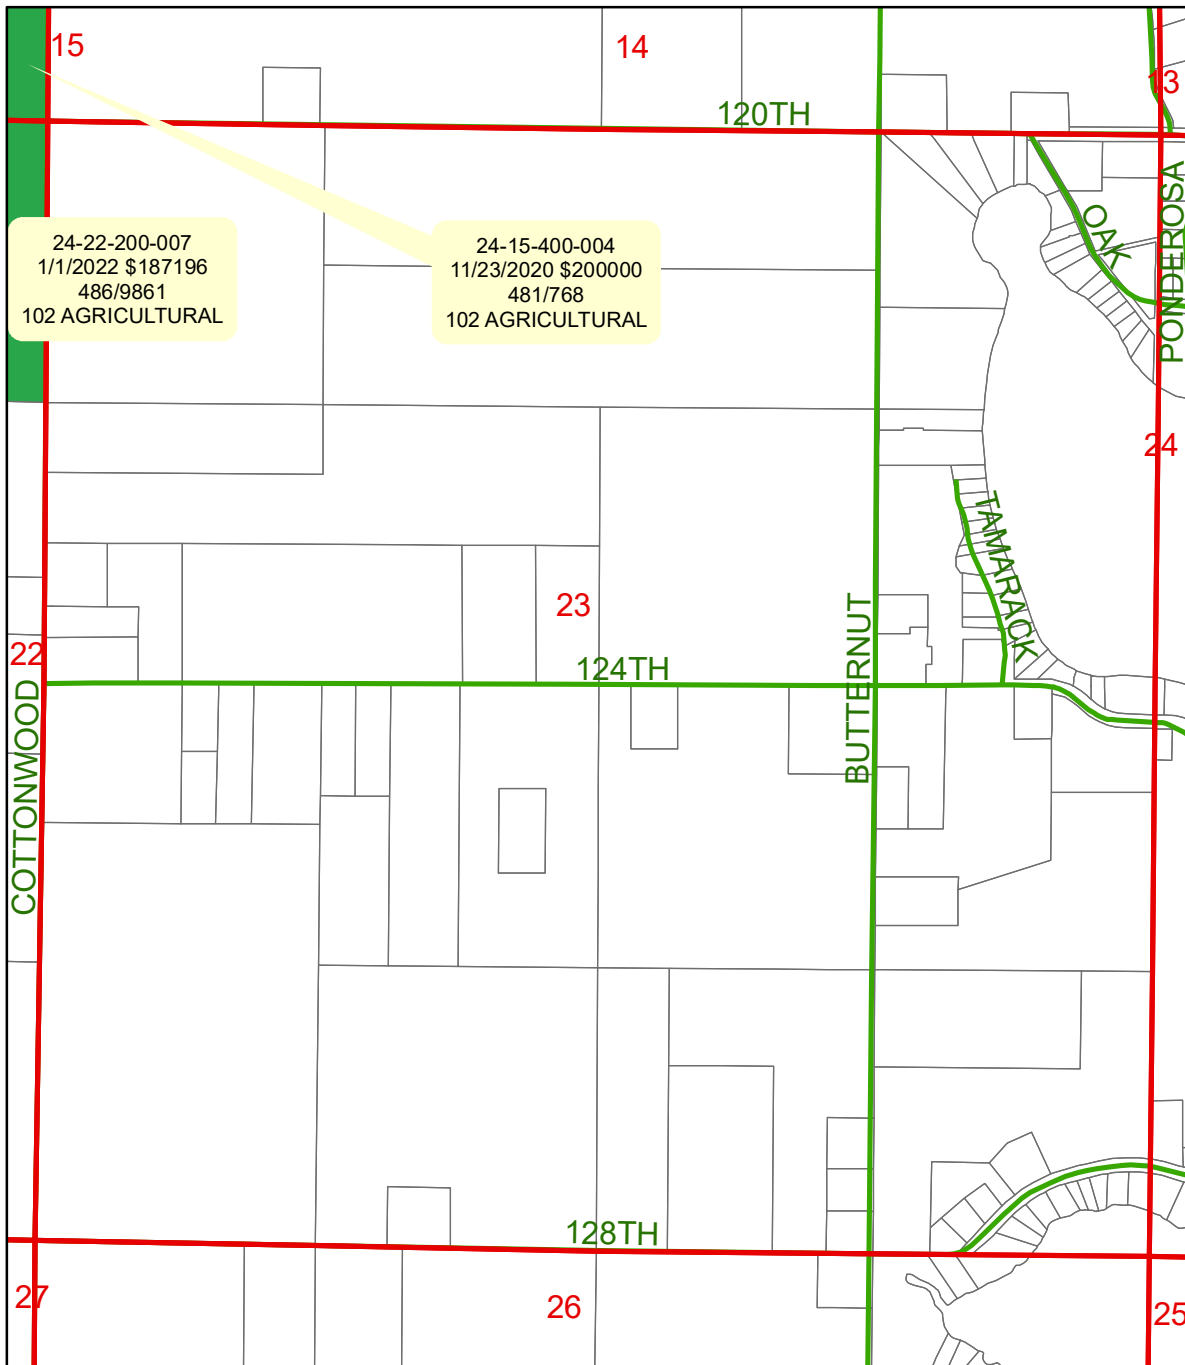 15
14
13
120TH
PONDEROSA
OAK
24-22-200-007
1/1/2022 $187196
486/9861
102 AGRICULTURAL
24-15-400-004
11/23/2020 $200000
481/768
102 AGRICULTURAL
24
TAMARACK
23
BUTTERNUT
22
124TH
COTTONWOOD
128TH
27
26
25